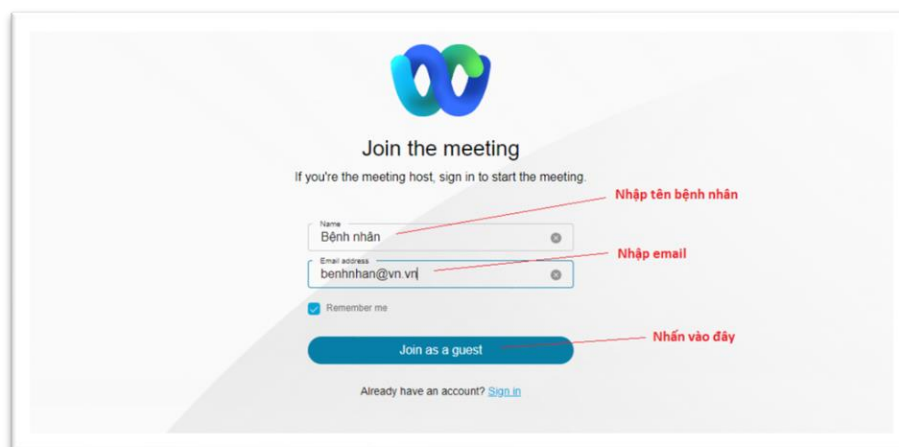 Join the meeting
If you're the meeting host, sign in to start the meeting.
Nhập tên bệnh nhân
Name
Bệnh nhân
Nhập email
Email address
benhnhan@vn.vn
Remember me
Nhấn vào đây
Join as a guest
Already have an account? Sign in